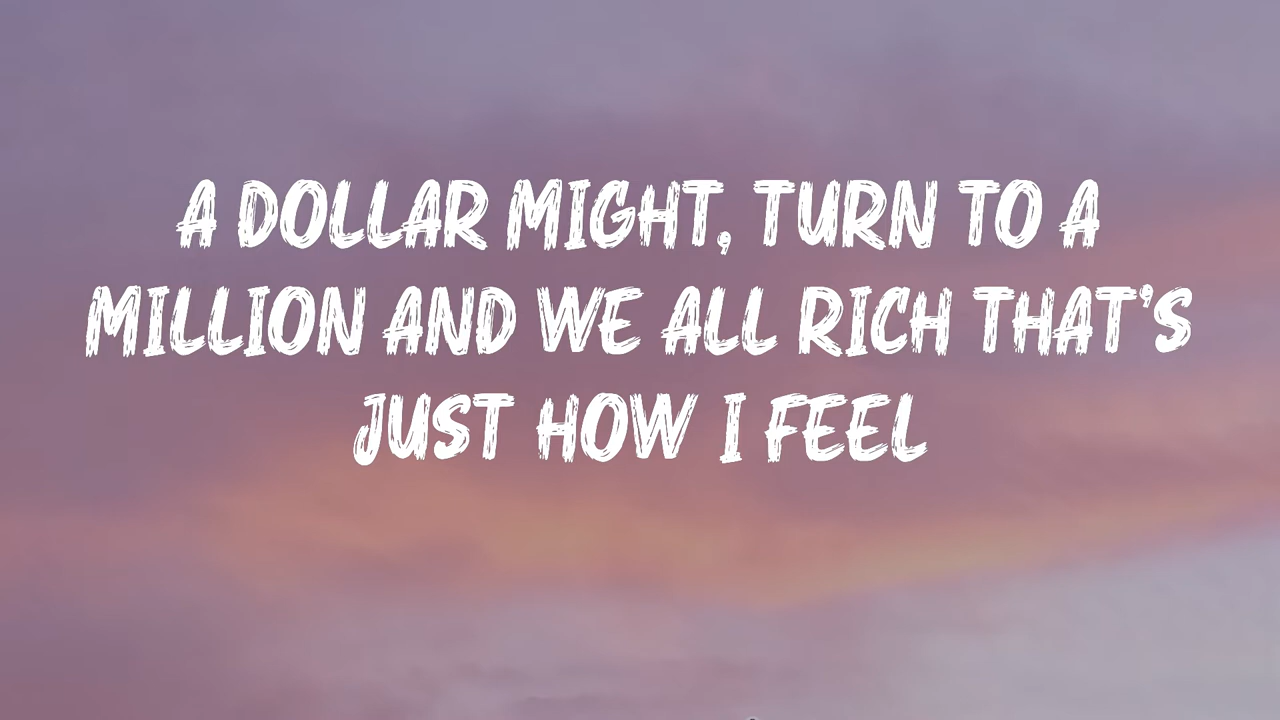 A DOLLAR MIGHT, TURN TO A
MILLION AND WE ALL RICH THAT'S
JUST HOW I FEEL